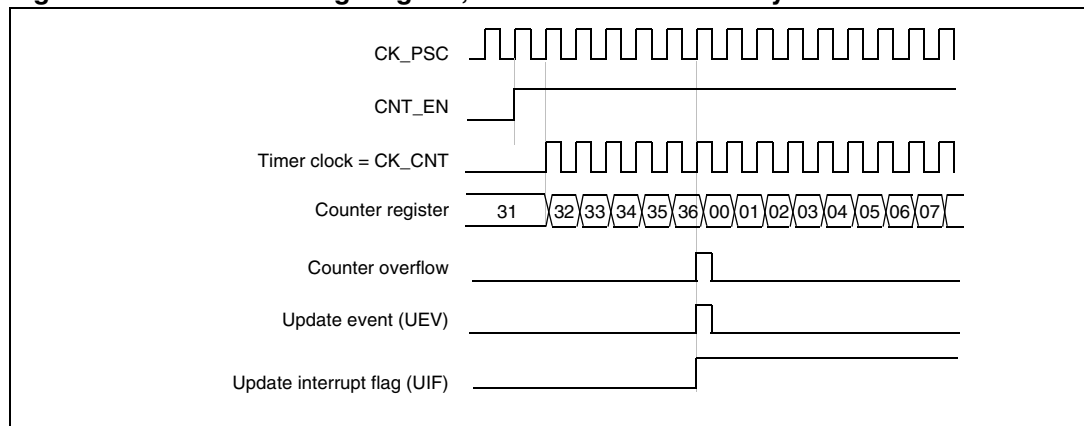 CK_PSC
CNT_EN
Timer clock = CK_CNT
Counter register 31 32 33 34 35 36 00 01 02 03 04 05 06 07
Counter overflow
Update event (UEV)
Update interrupt flag (UIF)